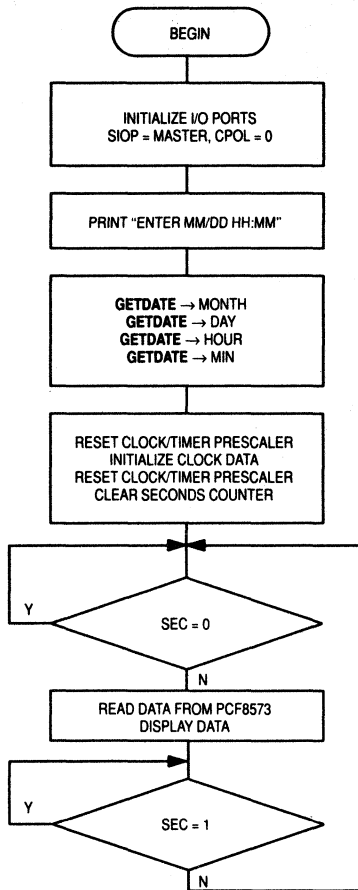 BEGIN
INITIALIZE I/O PORTS
SIOP = MASTER, CPOL = 0
PRINT "ENTER MM/DD HH:MM"
GETDATE → MONTH
GETDATE → DAY
GETDATE → HOUR
GETDATE → MIN
RESET CLOCK/TIMER PRESCALER
INITIALIZE CLOCK DATA
RESET CLOCK/TIMER PRESCALER
CLEAR SECONDS COUNTER
Y
SEC = 0
N
READ DATA FROM PCF8573
DISPLAY DATA
Y
SEC = 1
N